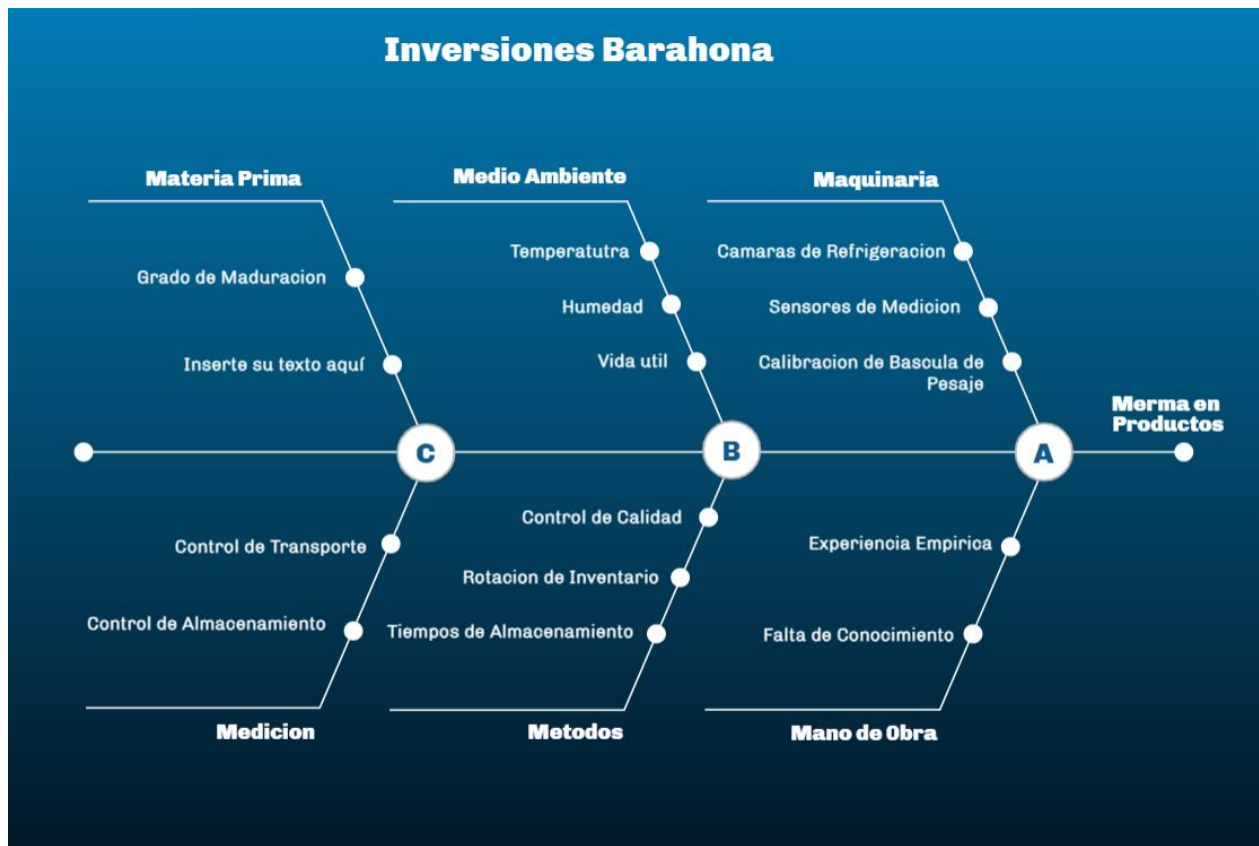 Inversiones Barahona
Materia Prima
Medio Ambiente
Maquinaria
Grado de Maduracion
Inserte su texto aquí
Temperatutra
Humedad
Vida util
Camaras de Refrigeracion
Sensores de Medicion
Calibracion de Bascula de
Pesaje
Merma en
Productos
C
B
A
Control de Transporte
Control de Almacenamiento
Control de Calidad
Rotacion de Inventario
Tiempos de Almacenamiento
Experiencia Empirica
Falta de Conocimiento
Medicion
Metodos
Mano de 0bra